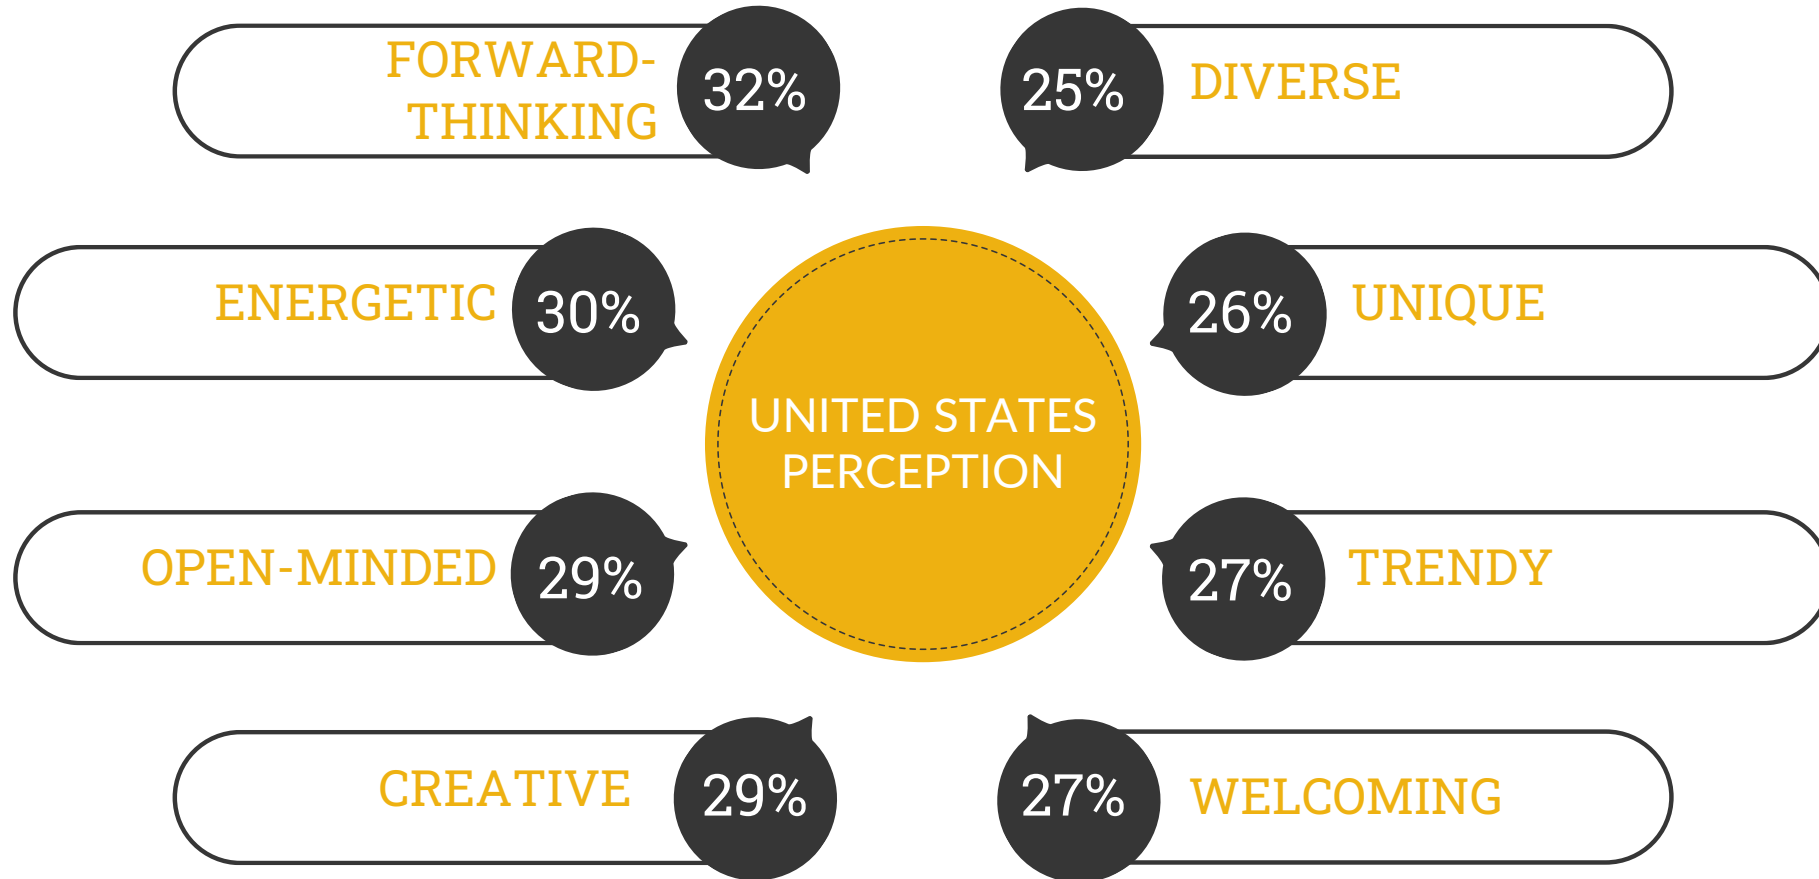 FORWARD-
THINKING
32%
25%
DIVERSE
ENERGETIC
30%
26%
UNIQUE
UNITED STATES
PERCEPTION
OPEN-MINDED
29%
27%
TRENDY
CREATIVE
29%
27%
WELCOMING